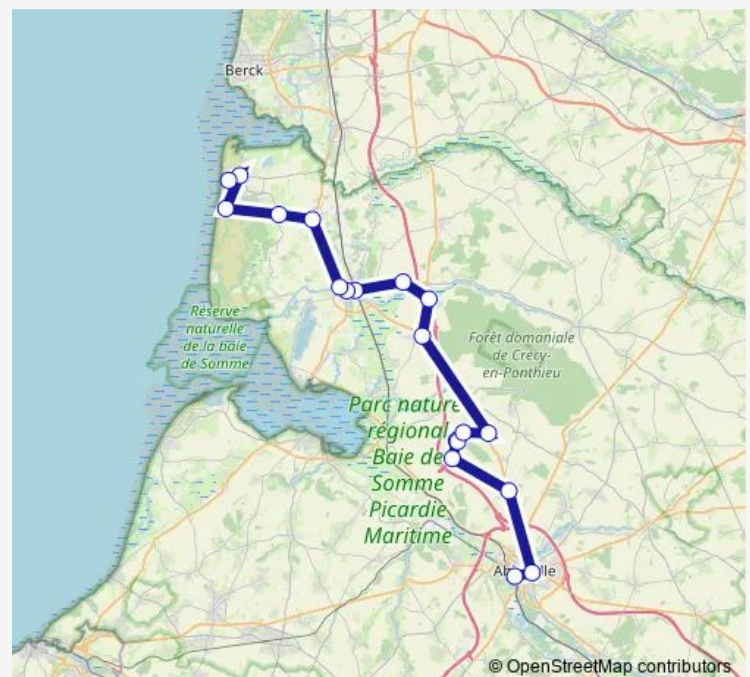 Berck
Réserve
naturelle
de la baie
de Somme
Forêt domaniale
de Crécy-
en-Ponthieu
Parc nature
régional
Baie de
Somme
Picardie
Maritime
© OpenStreetMap contributors